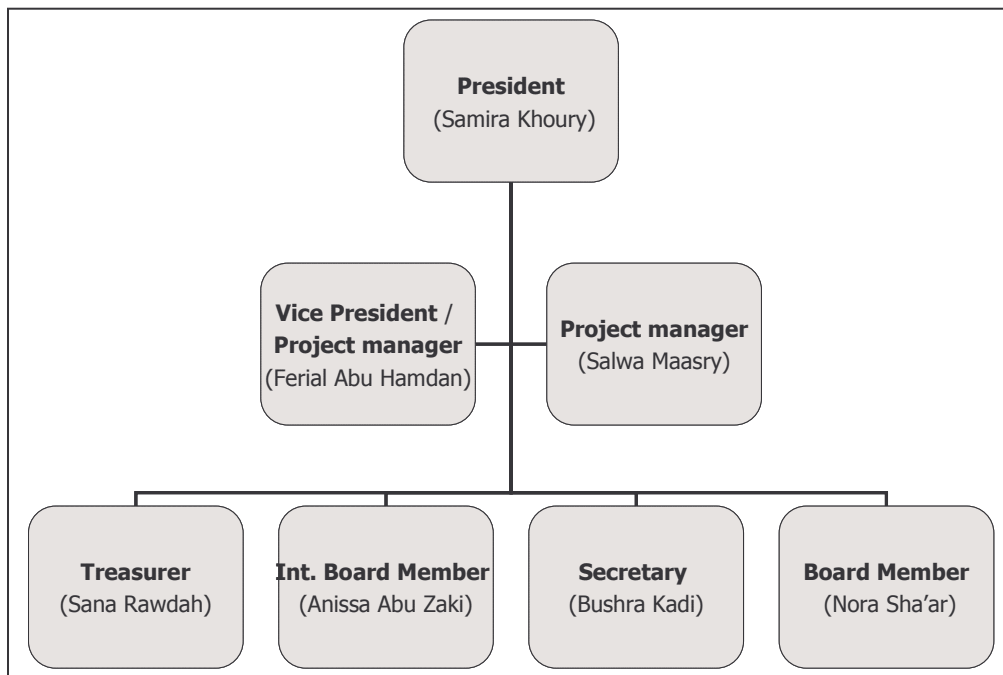 President
(Samira Khoury)
Vice President /
Project manager
(Ferial Abu Hamdan)
Project manager
(Salwa Maasry)
Treasurer
(Sana Rawdah)
Int. Board Member
(Anissa Abu Zaki)
Secretary
(Bushra Kadi)
Board Member
(Nora Sha’ar)